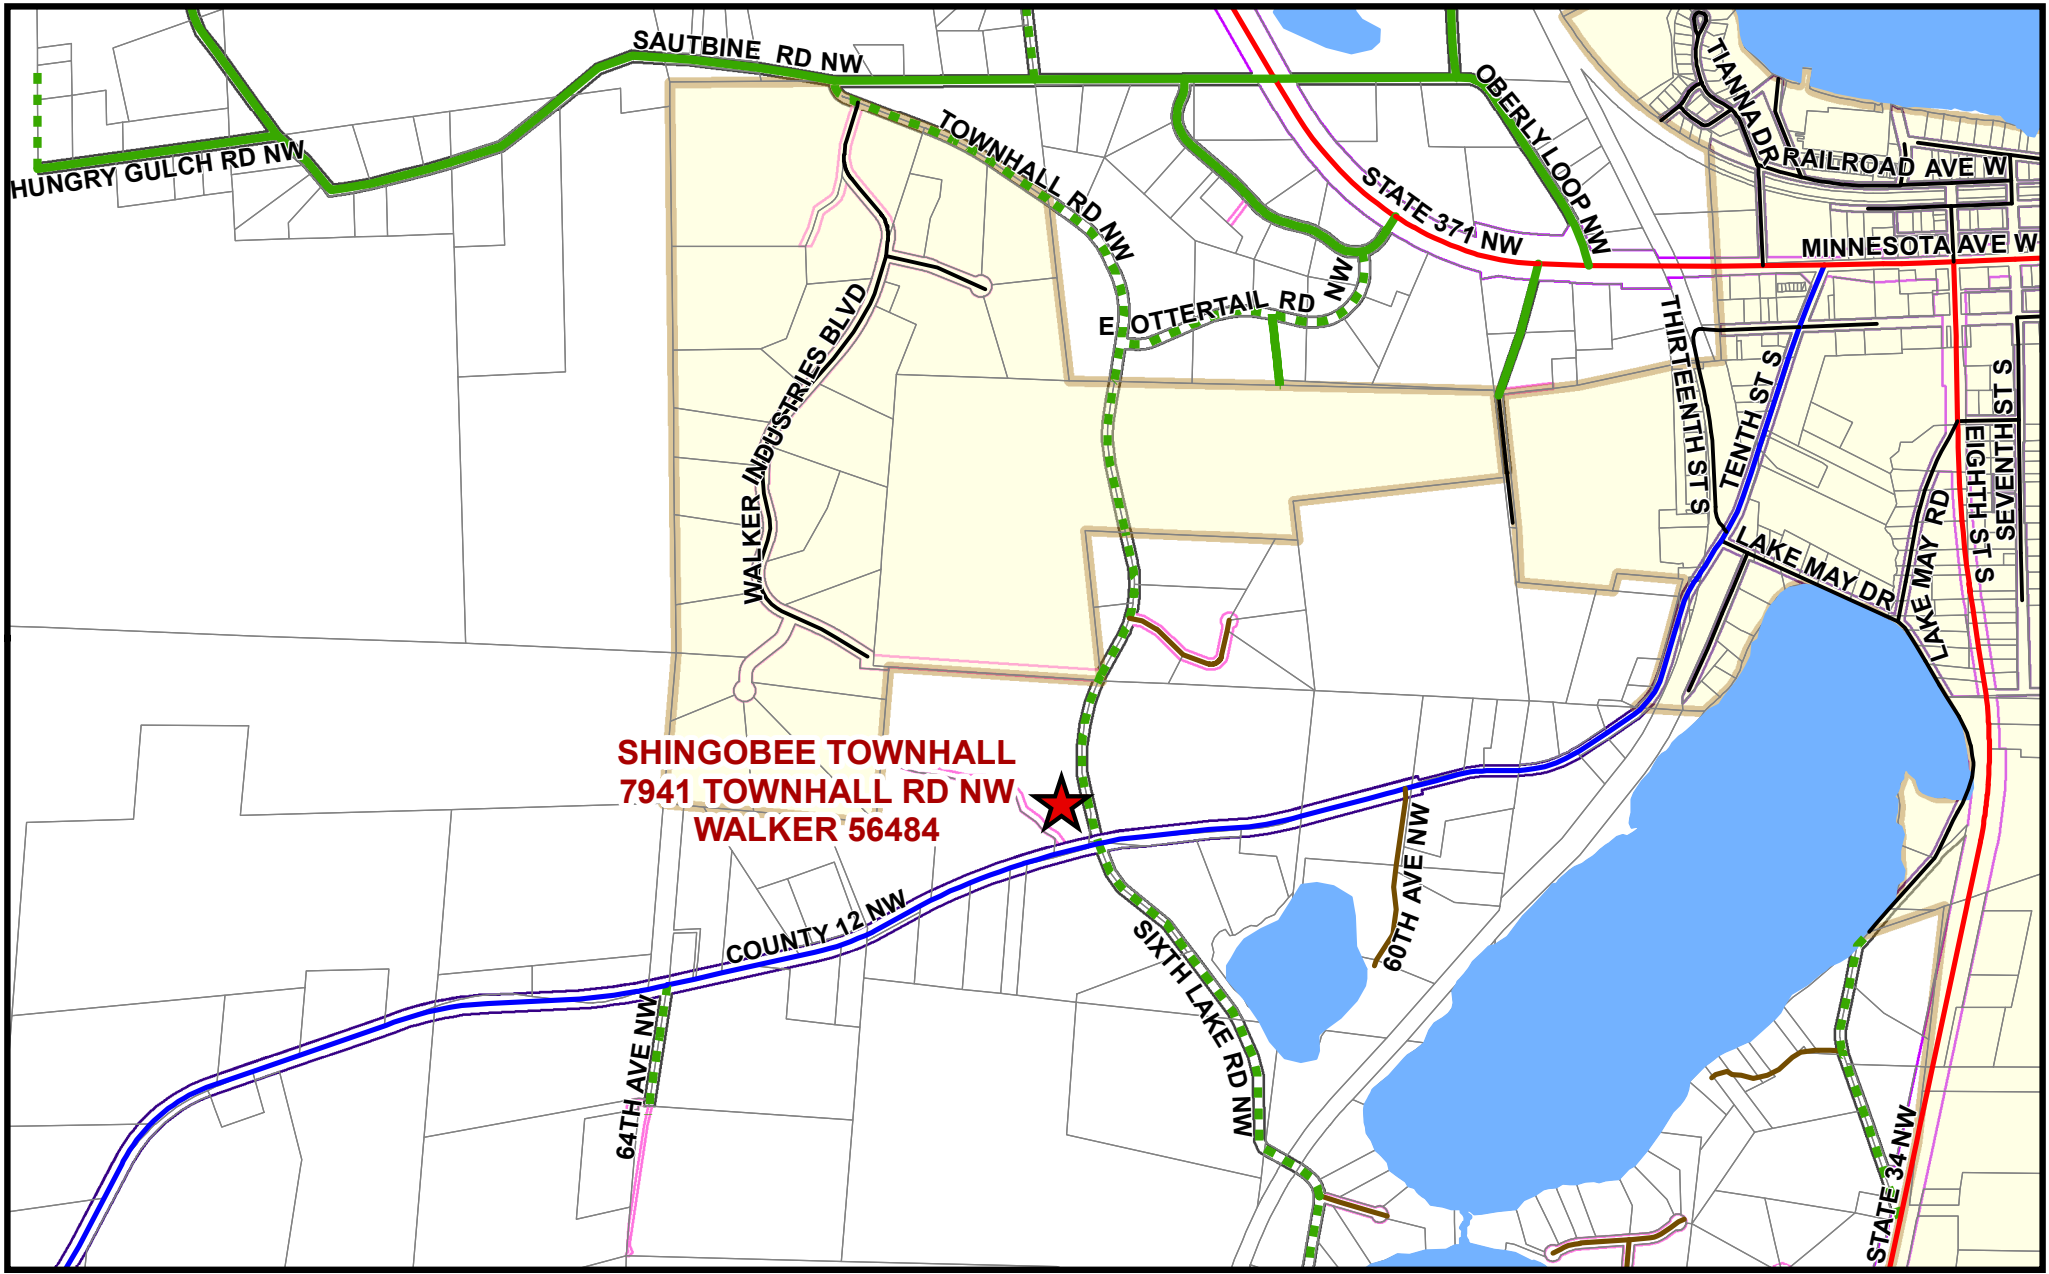 SAUTBINE RD NW
HUNGRY GULCH RD NW
TOWNHALL RD NW
OBERLY LOOP NW
TIANNA DR
RAILROAD AVE W
STATE 371 NW
MINNESOTA AVE W
E OTTERTAIL RD NW
WALKER INDUSTRIES BLVD
THIRTEENTH ST S
TENTH ST S
SEVENTH ST S
EIGHTH ST S
LAKE MAY RD
LAKE MAY DR
SHINGOBEE TOWNHALL
7941 TOWNHALL RD NW
WALKER 56484
COUNTY 12 NW
60TH AVE NW
SIXTH LAKE RD NW
64TH AVE NW
STATE 34 NW